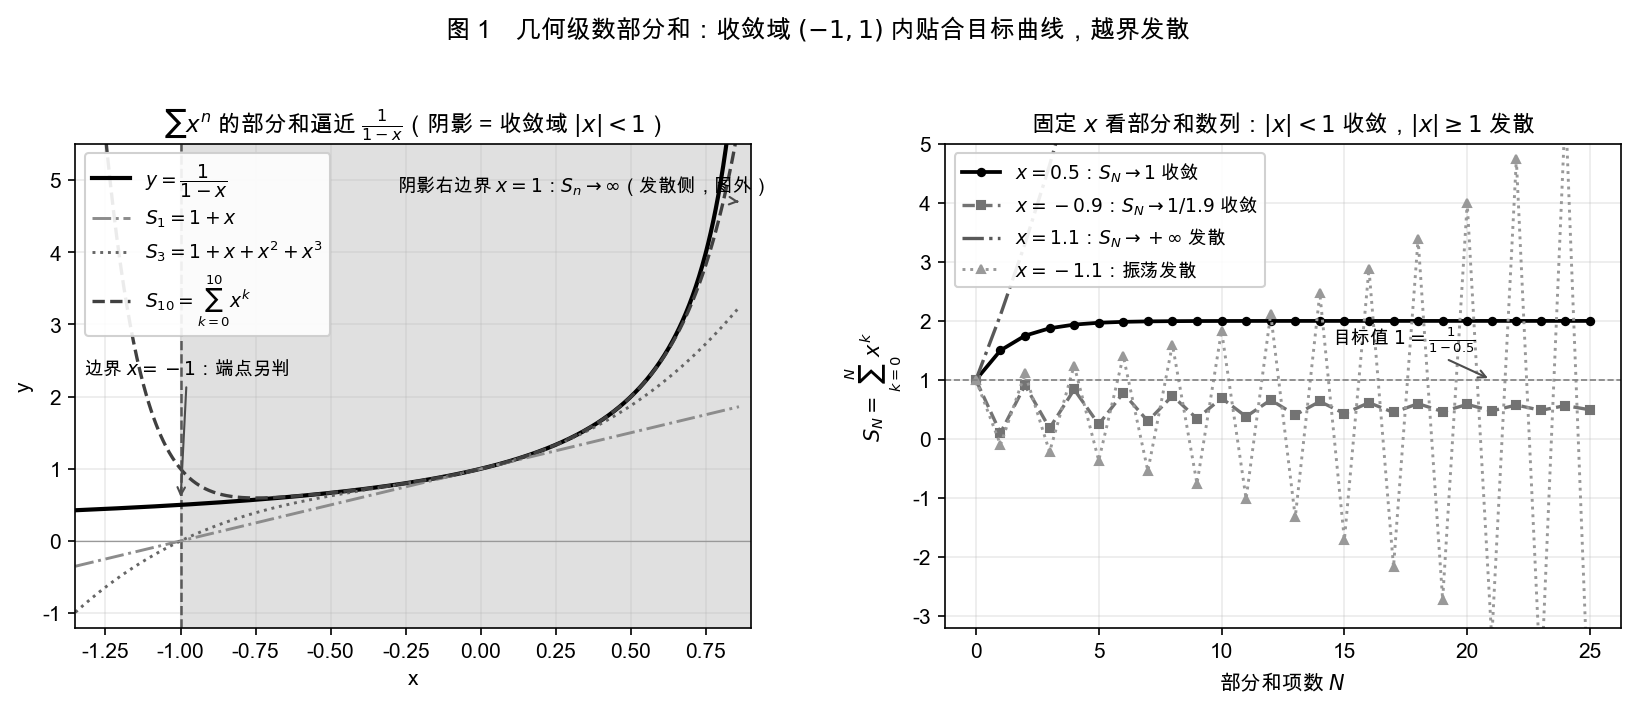 图 1　几何级数部分和：收敛域 (−1, 1) 内贴合目标曲线，越界发散
∑xⁿ 的部分和逼近 1/(1−x)（阴影 = 收敛域 |x| < 1）
y = 1/(1−x)
S₁ = 1 + x
S₃ = 1 + x + x² + x³
S₁₀ = ∑_{k=0}^{10} x^k
阴影右边界 x = 1：Sₙ → ∞（发散侧，图外）
边界 x = −1：端点另判
y
5
4
3
2
1
0
-1
-1.25 -1.00 -0.75 -0.50 -0.25 0.00 0.25 0.50 0.75
x
固定 x 看部分和数列：|x| < 1 收敛，|x| ≥ 1 发散
x = 0.5：S_N → 1 收敛
x = −0.9：S_N → 1/1.9 收敛
x = 1.1：S_N → +∞ 发散
x = −1.1：振荡发散
目标值 1 = 1/(1−0.5)
S_N = ∑_{k=0}^{N} x^k
5
4
3
2
1
0
-1
-2
-3
0 5 10 15 20 25
部分和项数 N